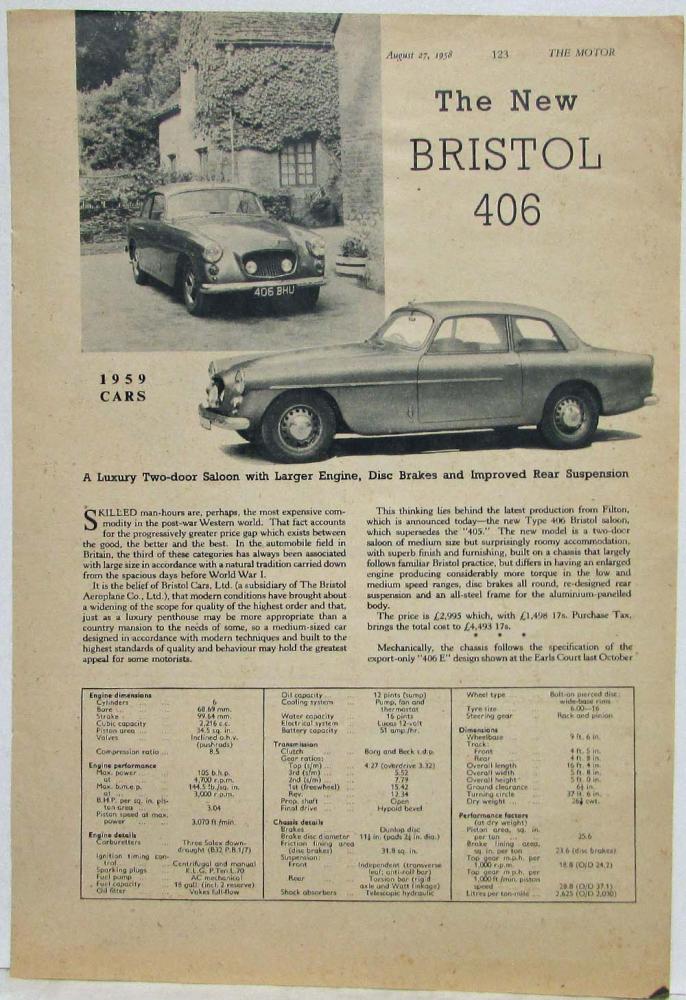 August 27, 1958 123 THE MOTOR
The New
BRISTOL
406
406 BHU
1959
CARS
A Luxury Two-door Saloon with Larger Engine, Disc Brakes and Improved Rear Suspension
SKILLED man-hours are, perhaps, the most expensive com-
modity in the post-war Western world. That fact accounts
for the progressively greater price gap which exists between
the good, the better and the best. In the automobile field in
Britain, the third of these categories has always been associated
with large size in accordance with a natural tradition carried down
from the spacious days before World War I.
It is the belief of Bristol Cars, Ltd. (a subsidiary of The Bristol
Aeroplane Co., Ltd.), that modern conditions have brought about
a widening of the scope for quality of the highest order and that,
just as a luxury penthouse may be more appropriate than a
country mansion to the needs of some, so a medium-sized car
designed in accordance with modern techniques and built to the
highest standards of quality and behaviour may hold the greatest
appeal for some motorists.
This thinking lies behind the latest production from Filton,
which is announced today—the new Type 406 Bristol saloon,
which supersedes the "405." The new model is a two-door
saloon of medium size but surprisingly roomy accommodation,
with superb finish and furnishing, built on a chassis that largely
follows familiar Bristol practice, but differs in having an enlarged
engine producing considerably more torque in the low and
medium speed ranges, disc brakes all round, re-designed rear
suspension and an all-steel frame for the aluminium-panelled
body.
The price is £2,995 which, with £1,498 17s. Purchase Tax,
brings the total cost to £4,493 17s.
* * *
Mechanically, the chassis follows the specification of the
export-only "406 E" design shown at the Earls Court last October
Engine dimensions
Cylinders ... 6
Bore ... 68.69 mm.
Stroke ... 99.64 mm.
Cubic capacity 2,216 c.c.
Piston area ... 34.5 sq. in.
Valves Inclined o.h.v.
(pushrods)
Compression ratio ... 8.5
Engine performance
Max. power 105 b.h.p.
at 4,700 r.p.m.
Max. b.m.e.p. 144.5 lb./sq. in.
at 3,000 r.p.m.
B.H.P. per sq. in. pis-
ton area 3.04
Piston speed at max.
power ... 3,070 ft./min.
Engine details
Carburetters Three Solex down-
draught (B32 P.B.1/7)
Ignition timing con-
trol Centrifugal and manual
Sparking plugs K.L.G. P.Ten.L.70
Fuel pump AC mechanical
Fuel capacity 18 gall. (incl. 2 reserve)
Oil filter Vokes full-flow
Oil capacity ... 12 pints (sump)
Cooling system Pump, fan and
thermostat
Water capacity 16 pints
Electrical system Lucas 12-volt
Battery capacity 51 amp./hr.
Transmission
Clutch Borg and Beck s.d.p.
Gear ratios:
Top (s/m) 4.27 (overdrive 3.32)
3rd (s/m) 5.52
2nd (s/m) 7.79
1st (freewheel) 15.42
Rev. 12.34
Prop. shaft Open
Final drive Hypoid bevel
Chassis details
Brakes Dunlop disc
Brake disc diameter 11¼ in. (pads 2¼ in. dia.)
Friction lining area
(disc brakes) 31.8 sq. in.
Suspension:
Front Independent (transverse
leaf; anti-roll bar)
Rear Torsion bar (rigid
axle and Watt linkage)
Shock absorbers Telescopic hydraulic
Wheel type Bolt-on pierced disc:
wide-base rims
Tyre size 6.00—16
Steering gear Rack and pinion
Dimensions
Wheelbase 9 ft. 6 in.
Track:
Front 4 ft. 5 in.
Rear 4 ft. 8 in.
Overall length 16 ft. 4 in.
Overall width 5 ft. 8 in.
Overall height 5 ft. 0 in.
Ground clearance 6½ in.
Turning circle 37 ft. 6 in.
Dry weight ... cwt.
Performance factors
(at dry weight)
Piston area, sq. in.
per ton 25.6
Brake lining area,
sq. in. per ton 23.6 (disc brakes)
Top gear m.p.h. per
1,000 r.p.m. 18.8 (O/D 24.2)
Top gear m.p.h. per
1,000 ft./min. piston
speed 28.8 (O/D 37.1)
Litres per ton-mile ... 2,625 (O/D 2,030)